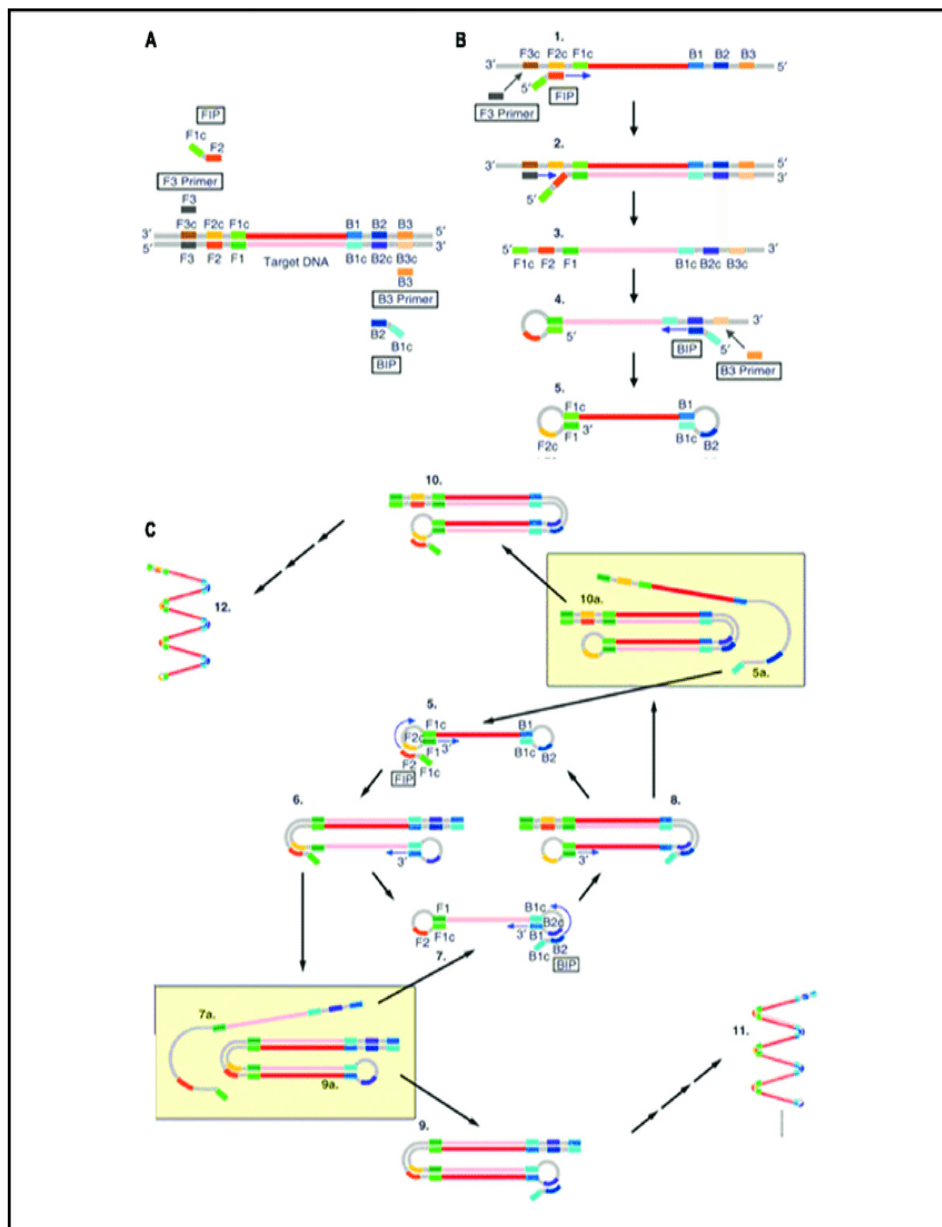 A
FIP
F1c
F2
F3 Primer
F3
F3c F2c F1c B1 B2 B3
3′ 5′
5′ 3′
F3 F2 F1 Target DNA B1c B2c B3c
B3
B3 Primer
B2
B1c
BIP
B
1.
F3c F2c F1c B1 B2 B3
3′ 5′
5′
F3 Primer FIP
2.
3′ 5′
3′
5′
3.
5′ 3′
F1c F2 F1 B1c B2c B3c
4.
3′
5′
BIP 5′
B3 Primer
5.
F1c B1
3′
F2c F1 B1c B2
C
10.
12.
10a.
5a.
5.
F1c B1
F2c F1 3′ B1c B2
F2 F1c
FIP
6. 8.
3′ 3′
F1 B1c
B2c
F2 F1c 3′ B1
B1c B2
7. BIP
7a.
9a.
11.
9.